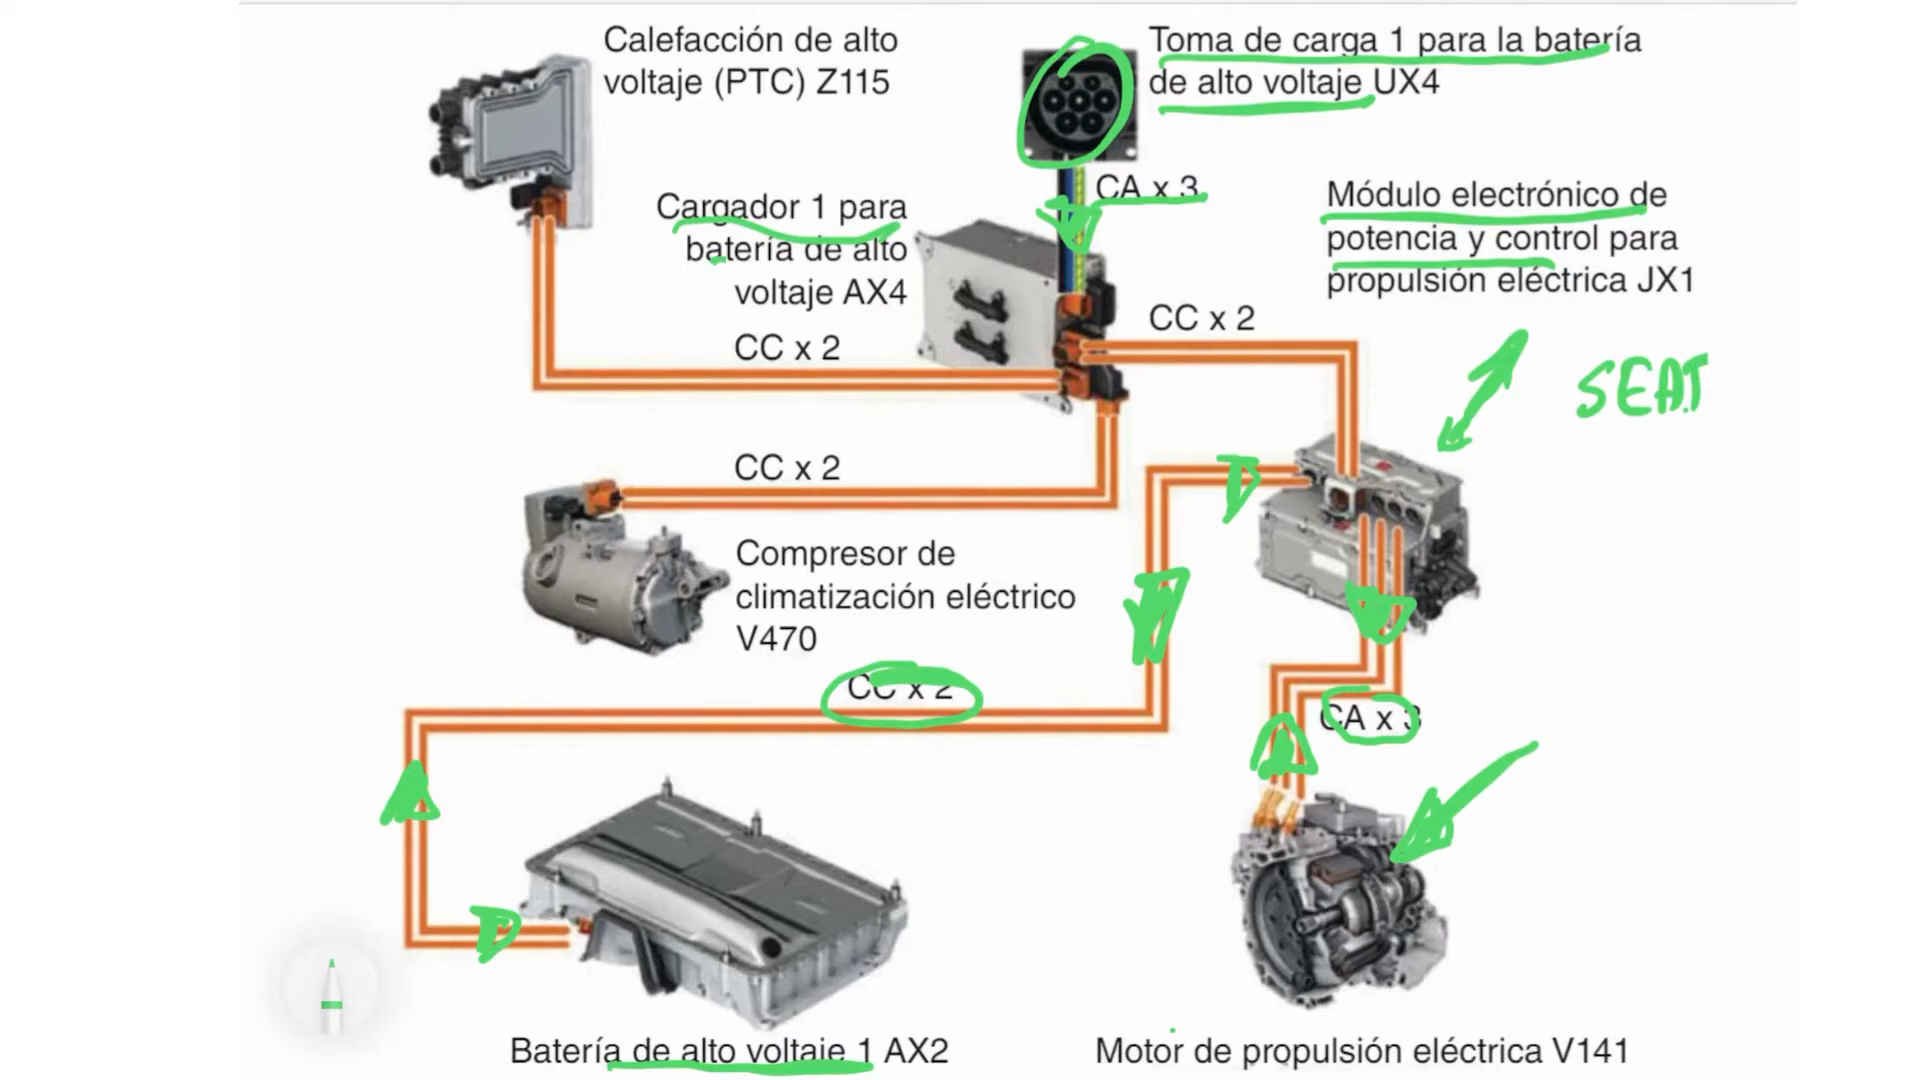 Calefacción de alto
voltaje (PTC) Z115
Toma de carga 1 para la batería
de alto voltaje UX4
CA x 3
Cargador 1 para
batería de alto
voltaje AX4
Módulo electrónico de
potencia y control para
propulsión eléctrica JX1
CC x 2
CC x 2
SEAT
CC x 2
Compresor de
climatización eléctrico
V470
CC x 2
CA x 3
Batería de alto voltaje 1 AX2
Motor de propulsión eléctrica V141